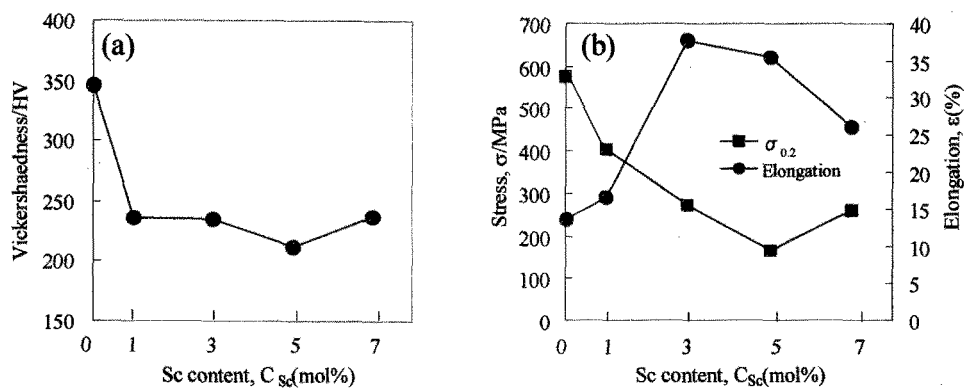 (a)
Vickershaedness/HV
400
350
300
250
200
150
0 1 3 5 7
Sc content, C Sc(mol%)
(b)
Stress, σ/MPa
700
600
500
400
300
200
100
0
σ 0.2
Elongation
40
35
30
25
20
15
10
5
0
Elongation, ε(%)
0 1 3 5 7
Sc content, CSc(mol%)